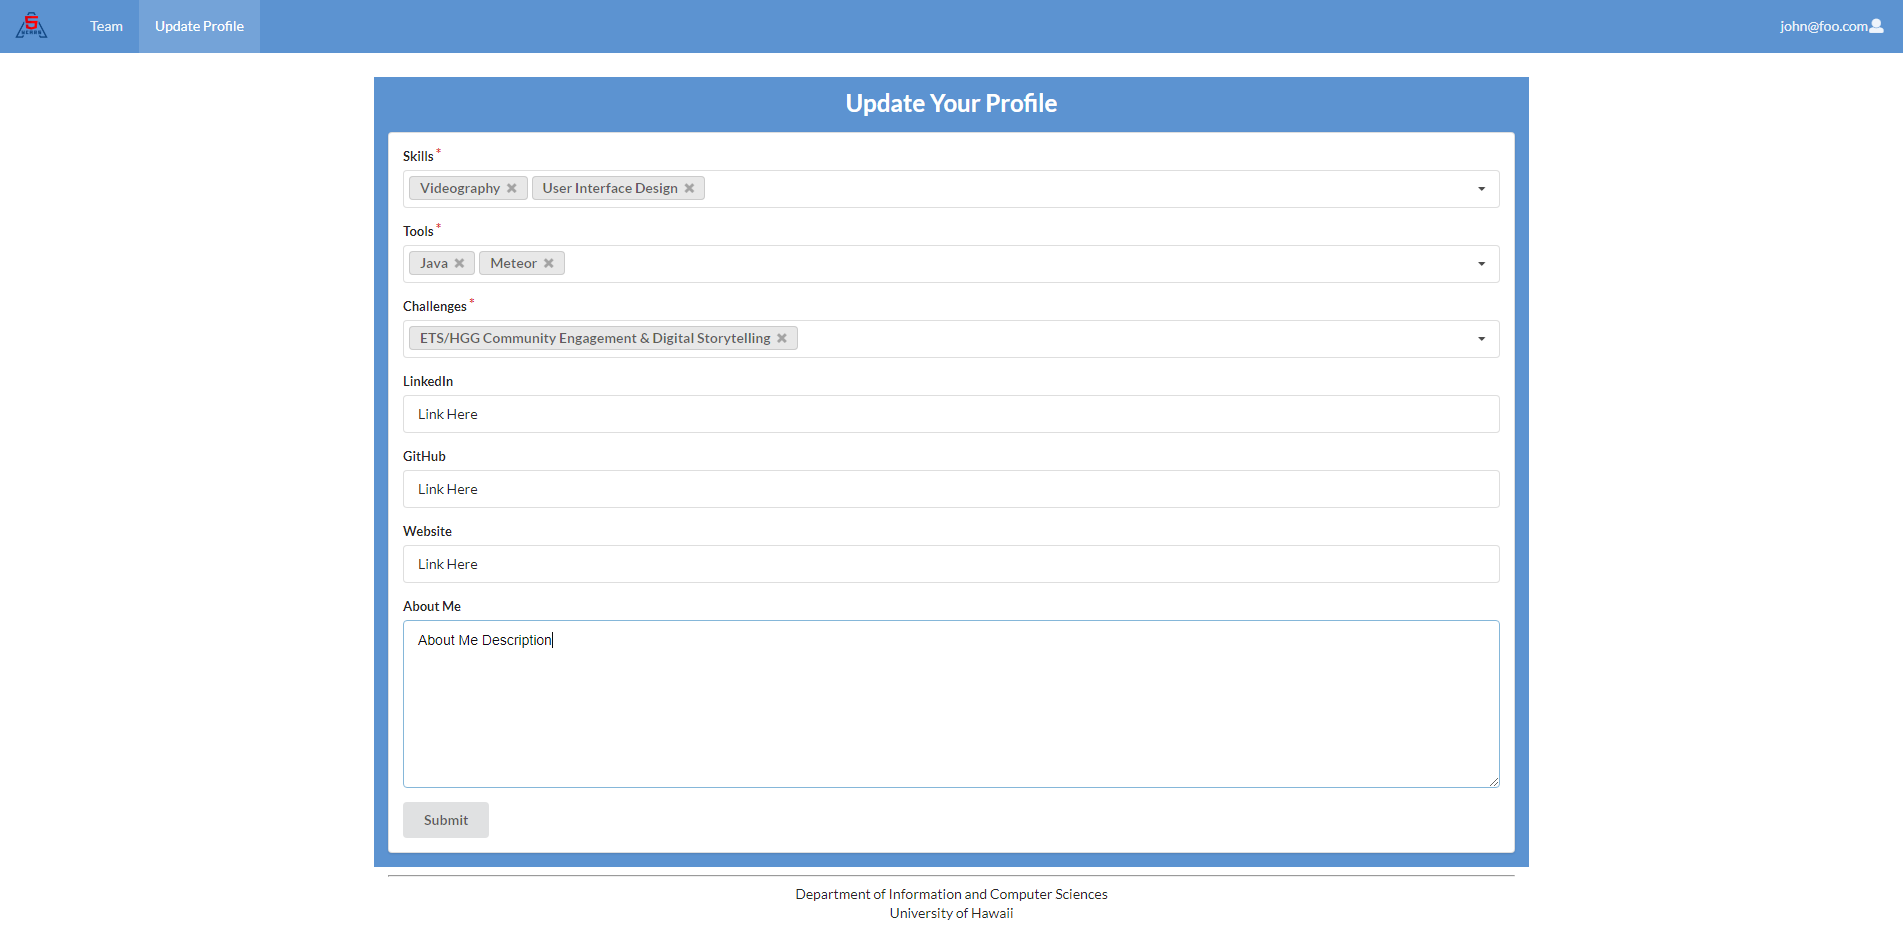 5
Team
Update Profile
john@foo.com
Update Your Profile
Skills*
Videography
User Interface Design
Tools*
Java
Meteor
Challenges*
ETS/HGG Community Engagement & Digital Storytelling
LinkedIn
Link Here
GitHub
Link Here
Website
Link Here
About Me
About Me Description
Submit
Department of Information and Computer Sciences
University of Hawaii